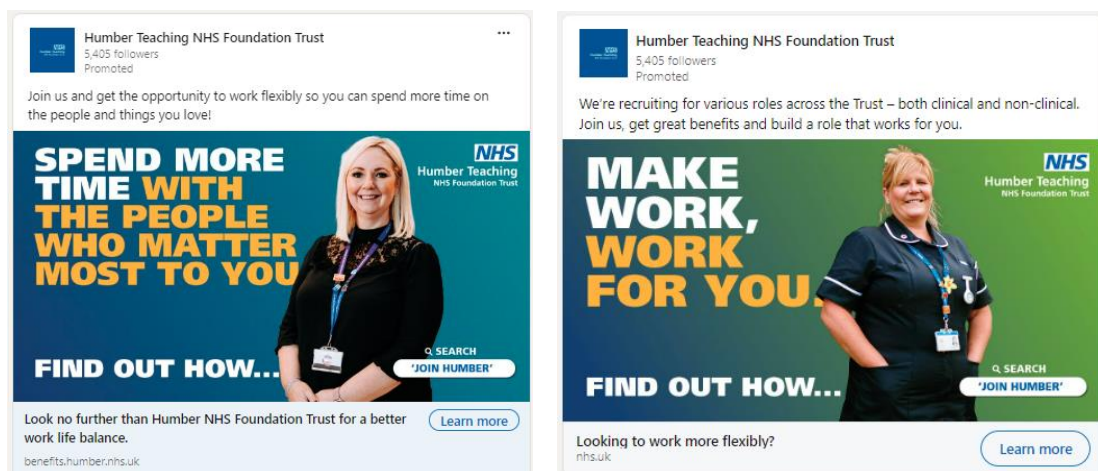 Humber Teaching NHS Foundation Trust
5,405 followers
Promoted
Join us and get the opportunity to work flexibly so you can spend more time on
the people and things you love!
SPEND MORE
TIME WITH
THE PEOPLE
WHO MATTER
MOST TO YOU
NHS
Humber Teaching
NHS Foundation Trust
FIND OUT HOW...
SEARCH
'JOIN HUMBER'
Look no further than Humber NHS Foundation Trust for a better
work life balance.
Learn more
benefits.humber.nhs.uk
Humber Teaching NHS Foundation Trust
5,405 followers
Promoted
We're recruiting for various roles across the Trust – both clinical and non-clinical.
Join us, get great benefits and build a role that works for you.
MAKE
WORK,
WORK
FOR YOU.
NHS
Humber Teaching
NHS Foundation Trust
FIND OUT HOW...
SEARCH
'JOIN HUMBER'
Looking to work more flexibly?
nhs.uk
Learn more